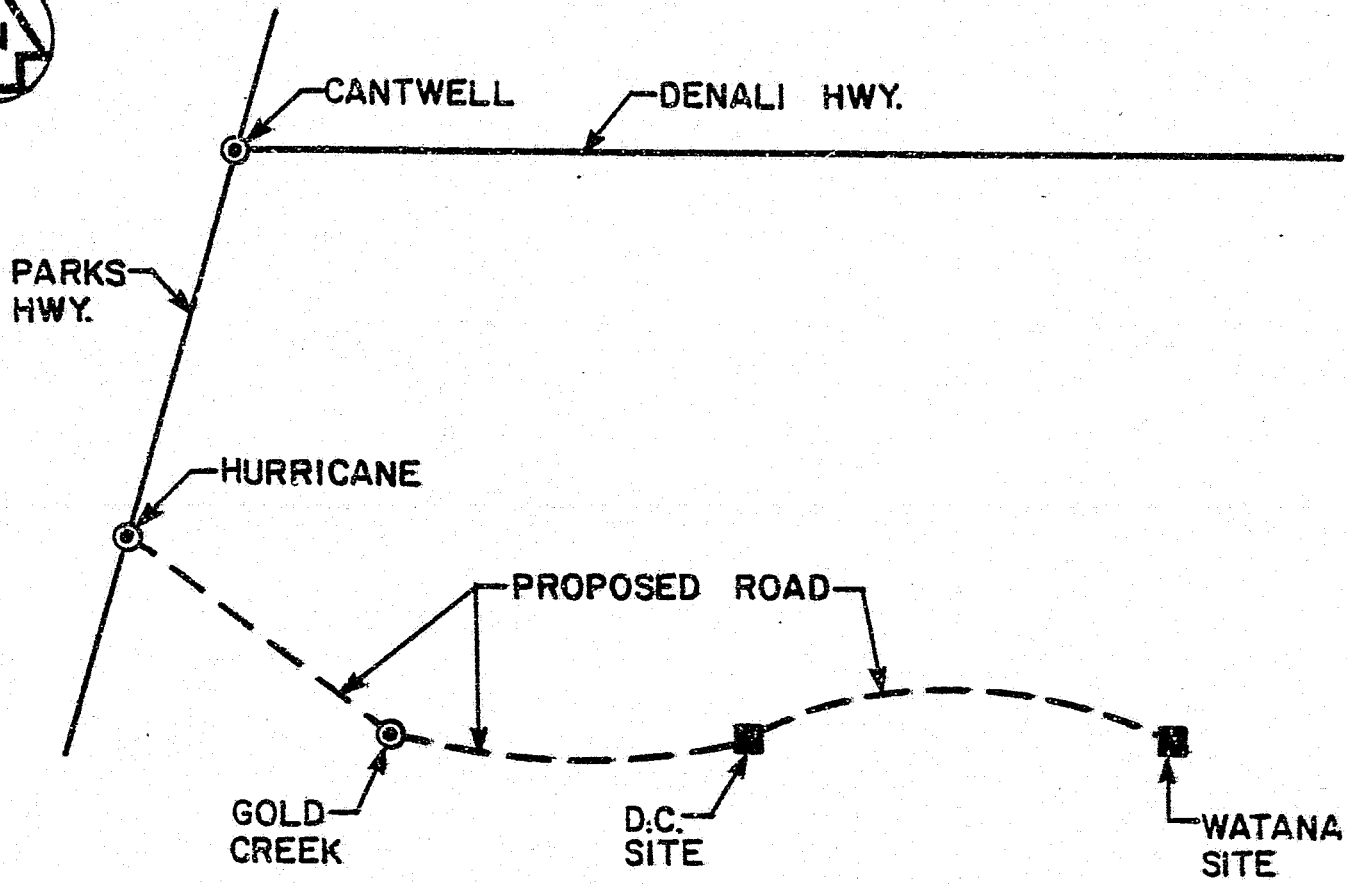 CANTWELL
DENALI HWY.
PARKS
HWY.
HURRICANE
PROPOSED ROAD
GOLD
CREEK
D.C.
SITE
WATANA
SITE